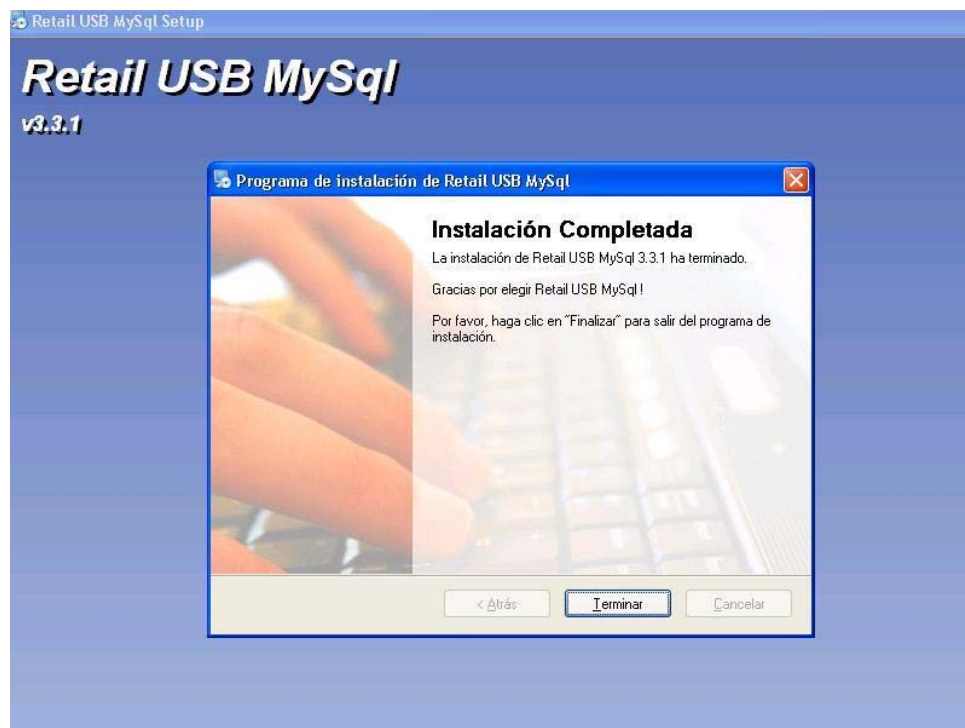 Retail USB MySql Setup
Retail USB MySql
v3.3.1
Programa de instalación de Retail USB MySql
Instalación Completada
La instalación de Retail USB MySql 3.3.1 ha terminado.
Gracias por elegir Retail USB MySql !
Por favor, haga clic en "Finalizar" para salir del programa de
instalación.
< Atrás
Terminar
Cancelar